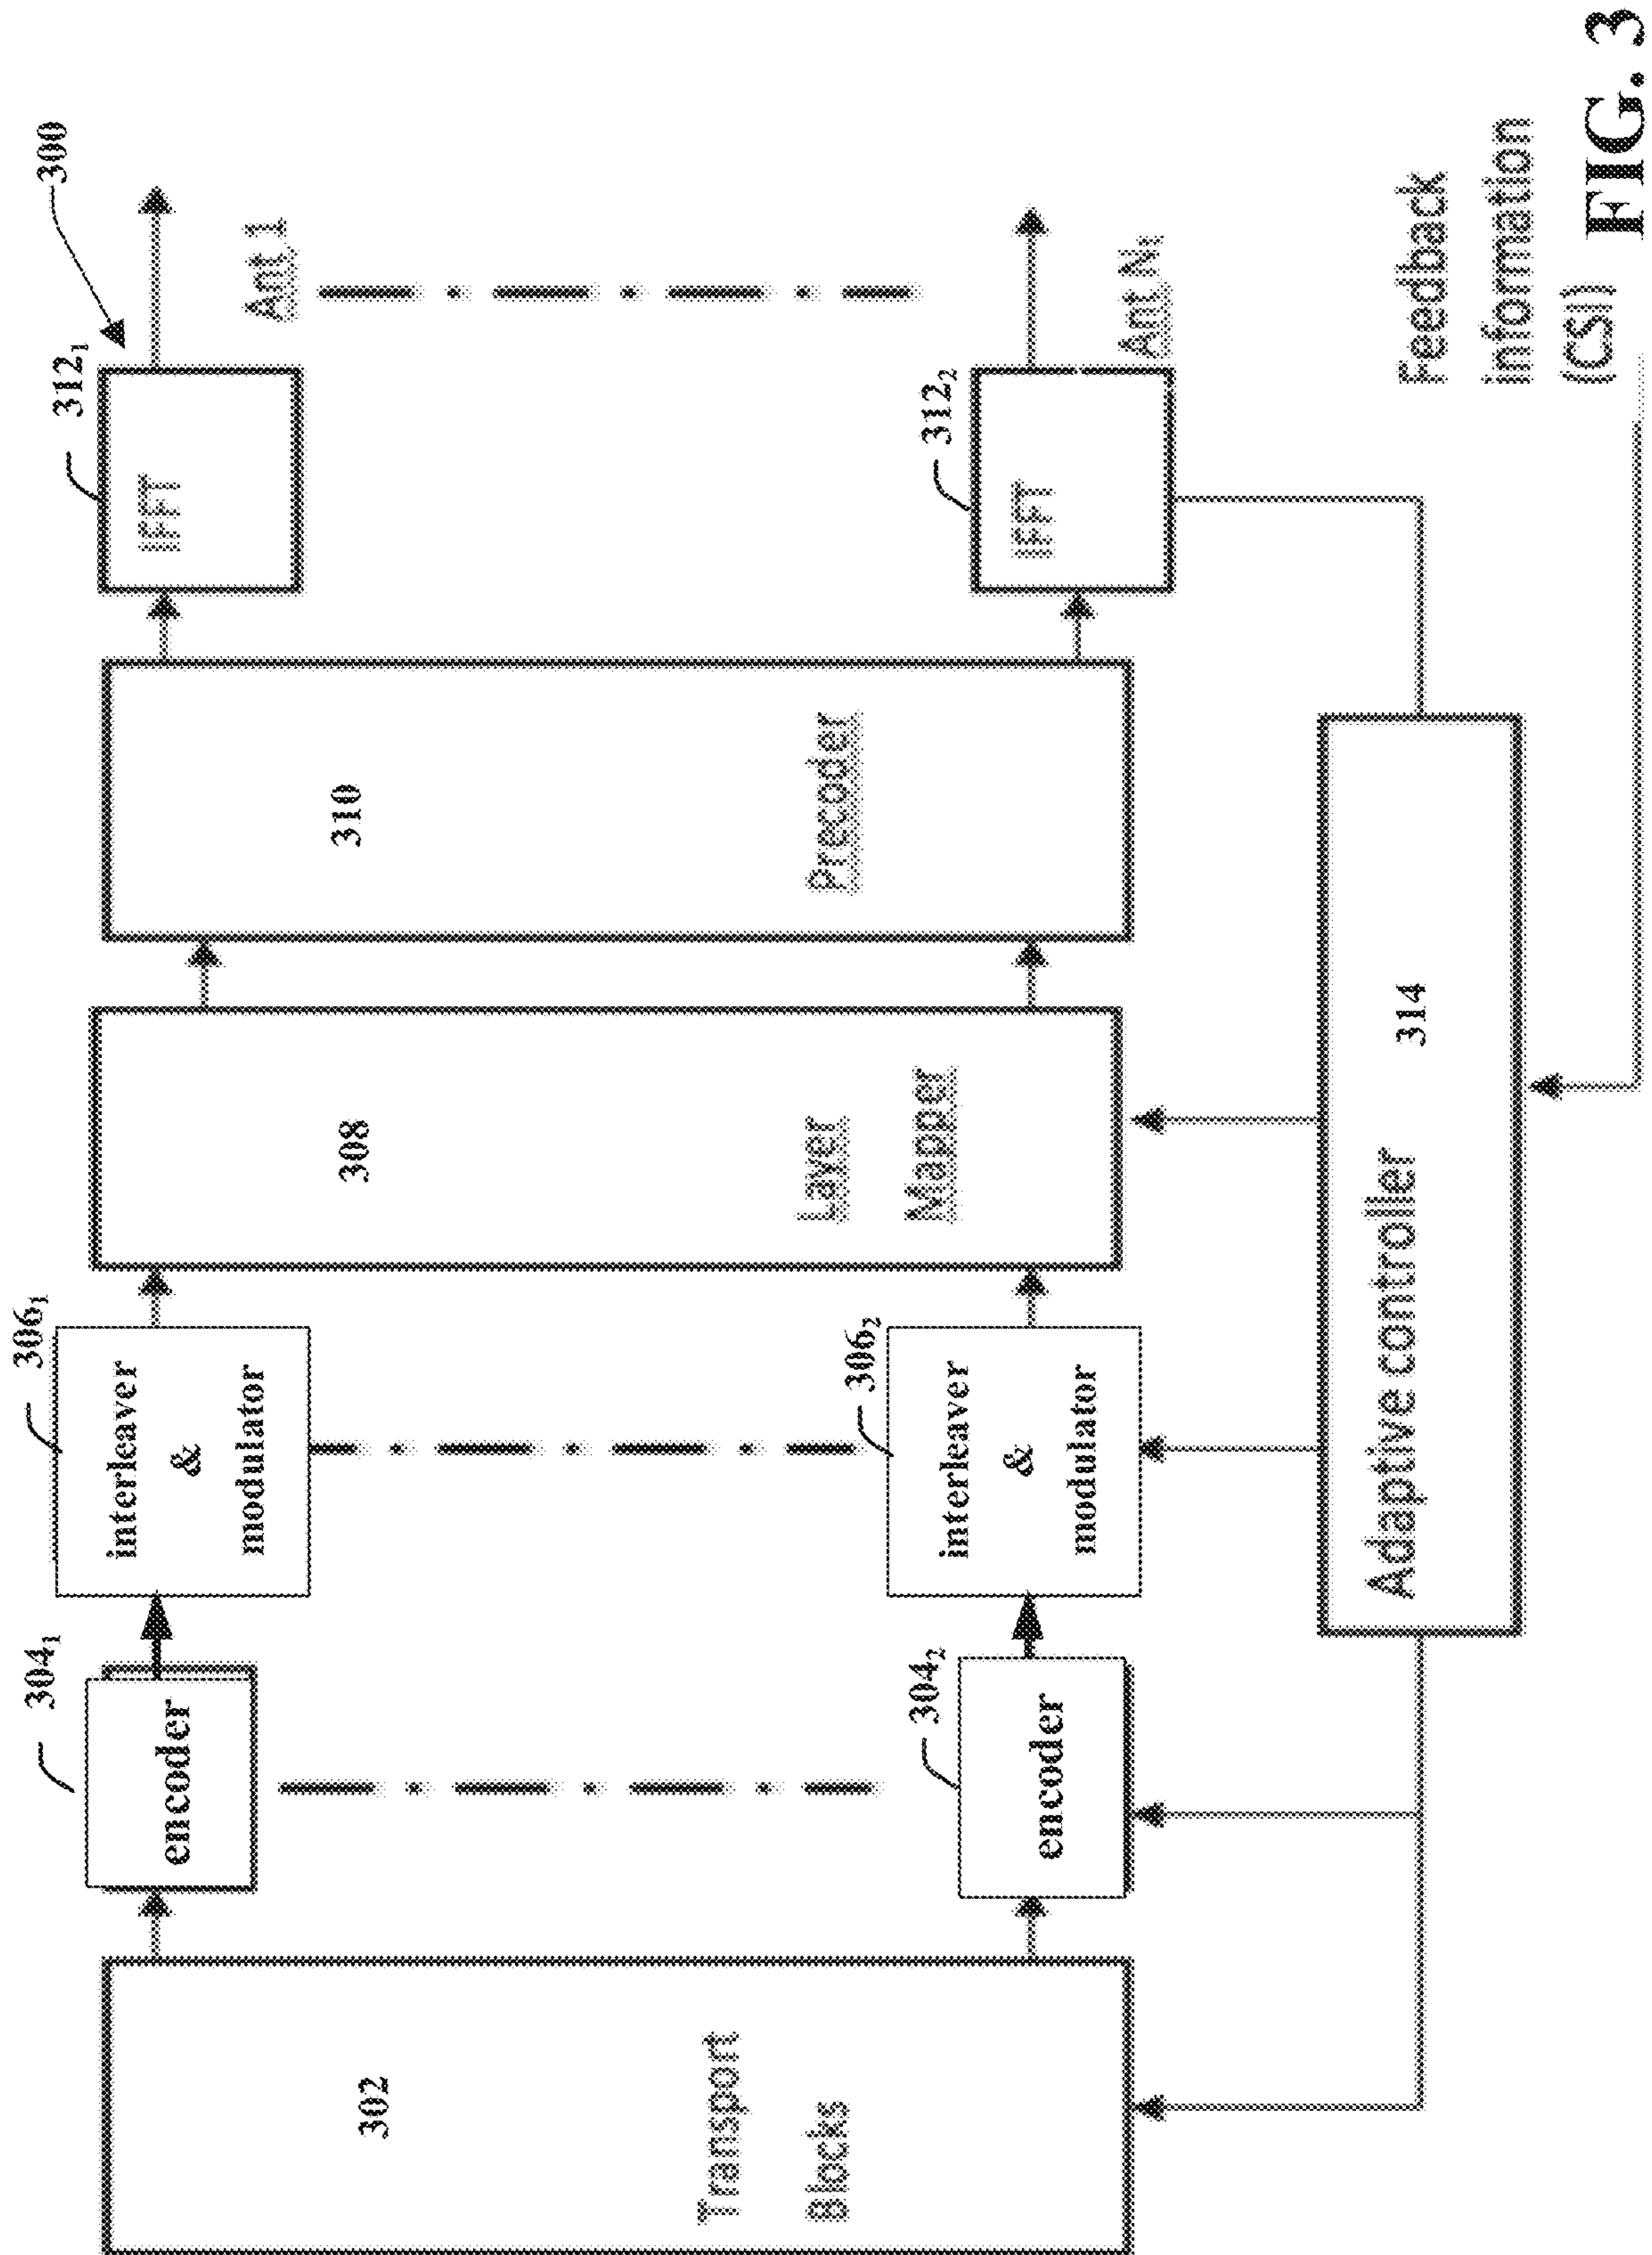 300
304₁
306₁
312₁
encoder
interleaver
&
modulator
IFFT
Ant 1
302
308
310
Transport
Blocks
Layer
Mapper
Precoder
304₂
306₂
312₂
encoder
interleaver
&
modulator
IFFT
Ant Nₜ
Adaptive controller
314
Feedback
information
(CSI)
FIG. 3